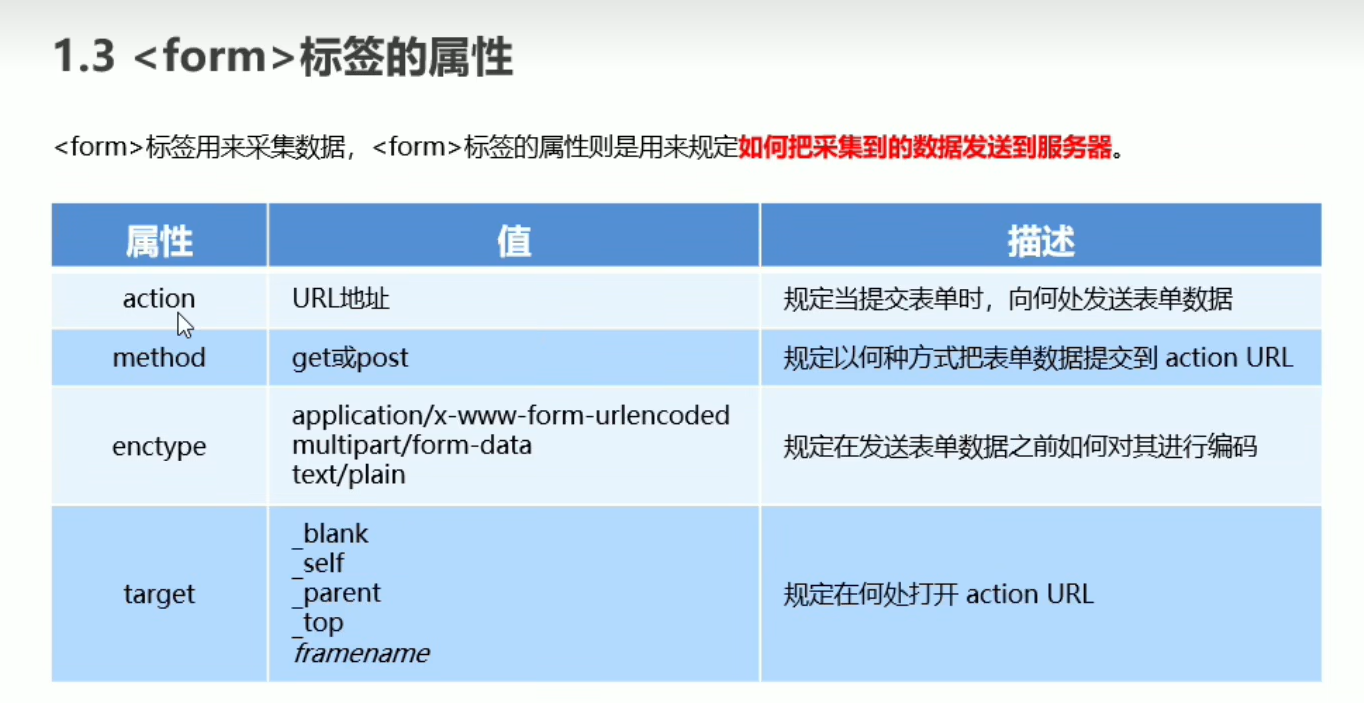 1.3 <form>标签的属性
<form>标签用来采集数据，<form>标签的属性则是用来规定如何把采集到的数据发送到服务器。
属性 值 描述
action URL地址 规定当提交表单时，向何处发送表单数据
method get或post 规定以何种方式把表单数据提交到 action URL
enctype
application/x-www-form-urlencoded
multipart/form-data
text/plain
规定在发送表单数据之前如何对其进行编码
target
_blank
_self
_parent
_top
framename
规定在何处打开 action URL